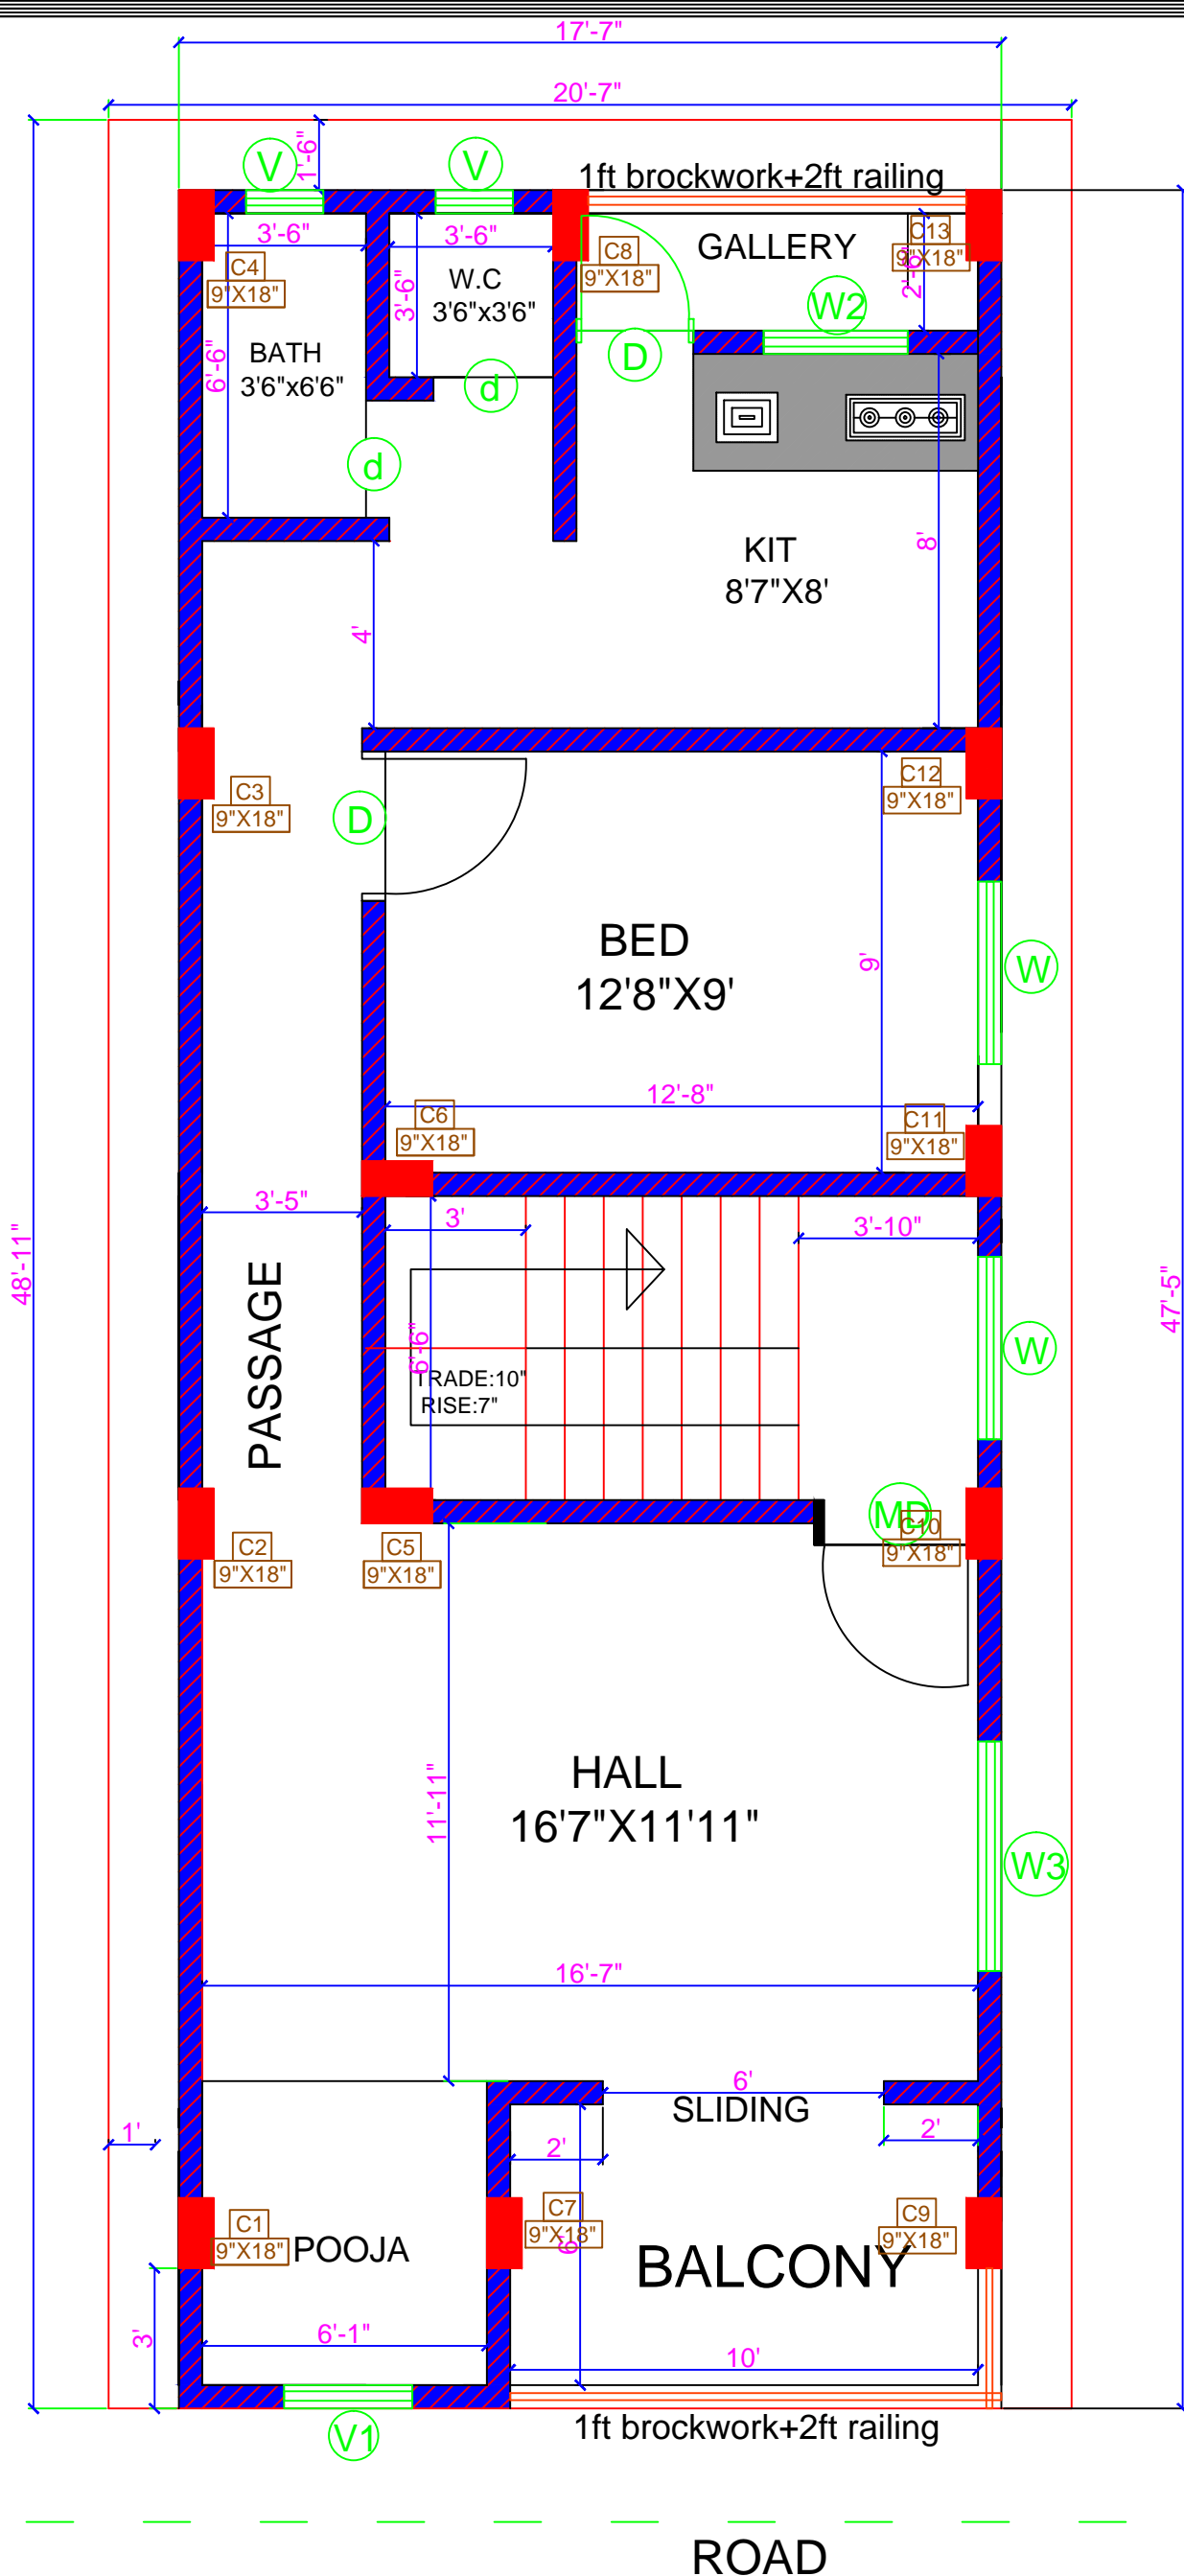 17'-7"
20'-7"
1'-6"
V
V
1ft brockwork+2ft railing
3'-6"
3'-6"
C8
9"X18"
GALLERY
C13
9"X18"
2'-6"
C4
9"X18"
W.C
3'6"x3'6"
3'-6"
W2
D
BATH
3'6"x6'6"
6'-6"
d
d
KIT
8'7"X8'
8'
4'
C3
9"X18"
D
C12
9"X18"
BED
12'8"X9'
9'
W
12'-8"
C6
9"X18"
C11
9"X18"
3'-5"
3'
3'-10"
48'-11"
47'-5"
PASSAGE
6'-6"
TRADE:10"
RISE:7"
W
MD
C2
9"X18"
C5
9"X18"
C10
9"X18"
HALL
16'7"X11'11"
11'-11"
W3
16'-7"
6'
SLIDING
1'
2'
2'
C1
9"X18"
POOJA
C7
9"X18"
6'
C9
9"X18"
BALCONY
3'
6'-1"
10'
V1
1ft brockwork+2ft railing
ROAD